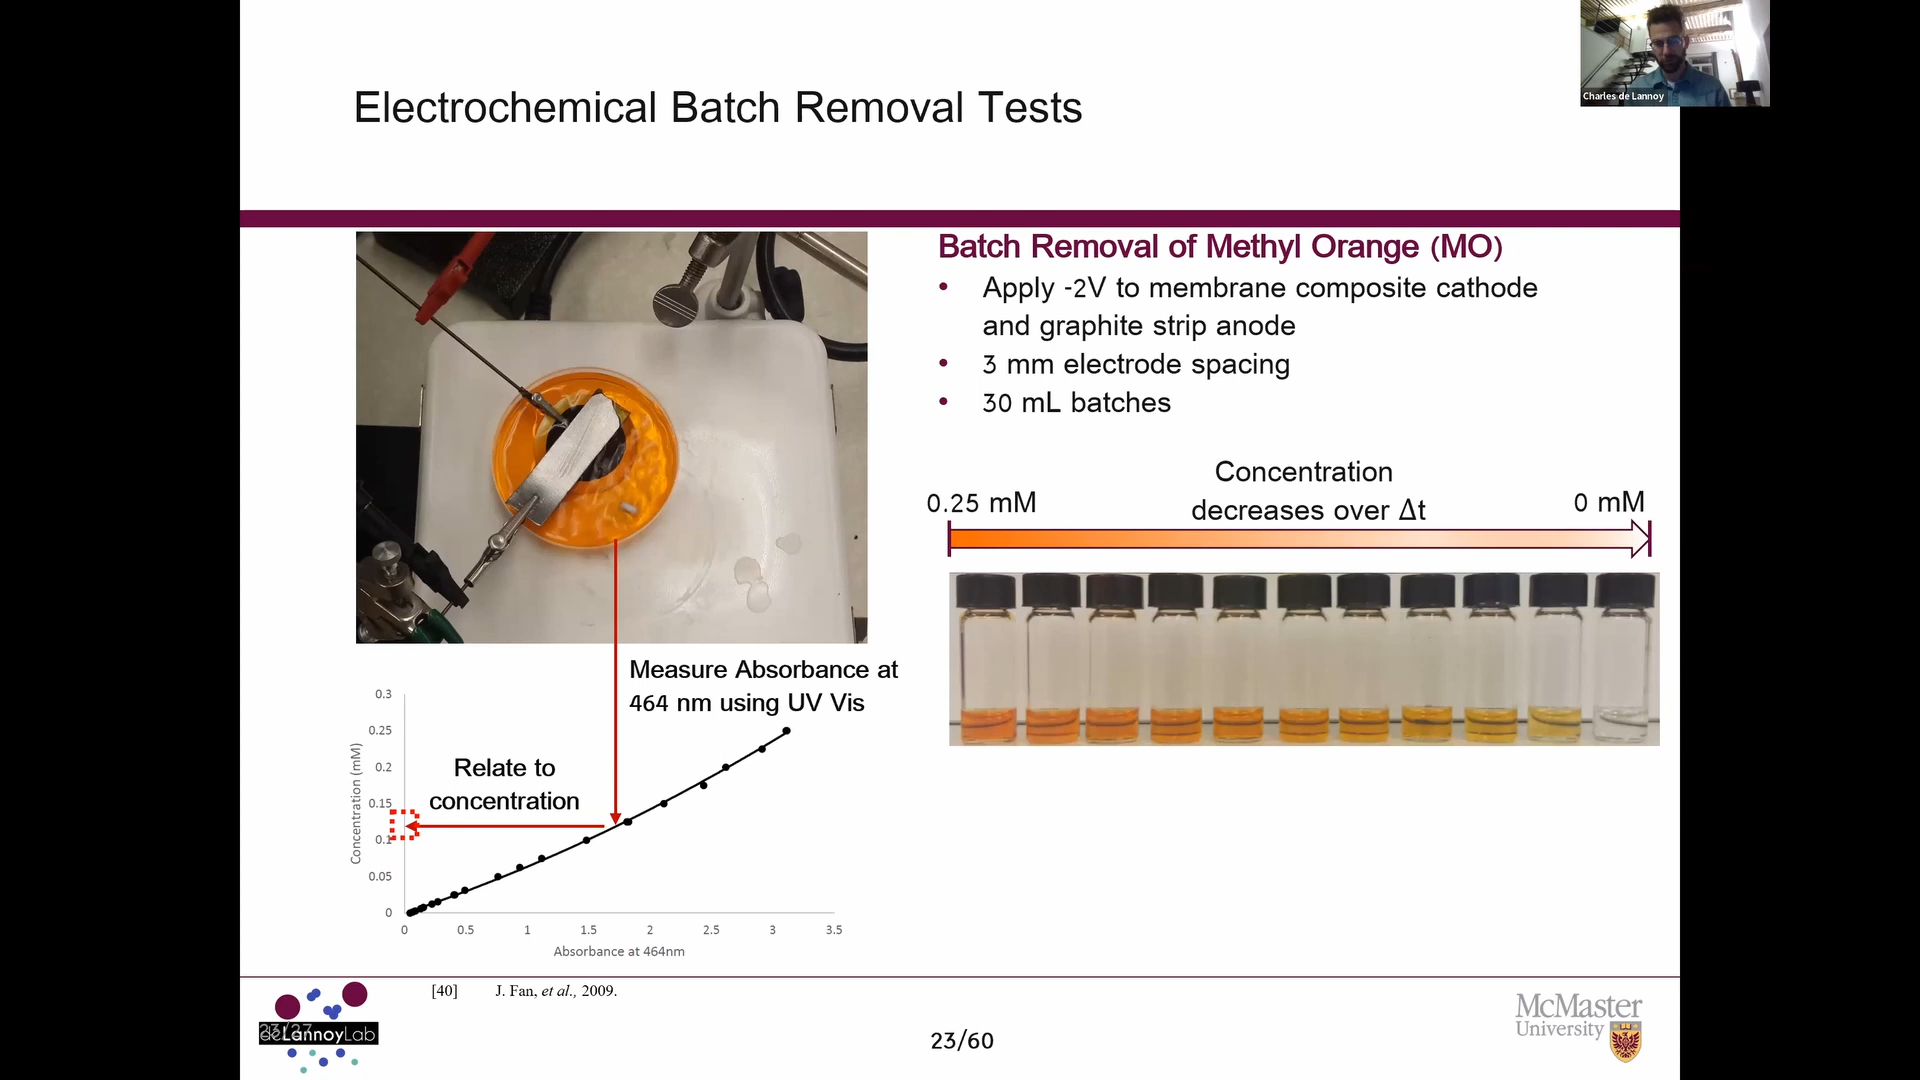 Charles de Lannoy
Electrochemical Batch Removal Tests
Batch Removal of Methyl Orange (MO)
• Apply -2V to membrane composite cathode
and graphite strip anode
• 3 mm electrode spacing
• 30 mL batches
Concentration
decreases over Δt
0.25 mM
0 mM
Measure Absorbance at
464 nm using UV Vis
Relate to
concentration
Concentration (mM)
0.3
0.25
0.2
0.15
0.1
0.05
0
0 0.5 1 1.5 2 2.5 3 3.5
Absorbance at 464nm
[40] J. Fan, et al., 2009.
23/27
deLannoyLab
23/60
McMaster
University